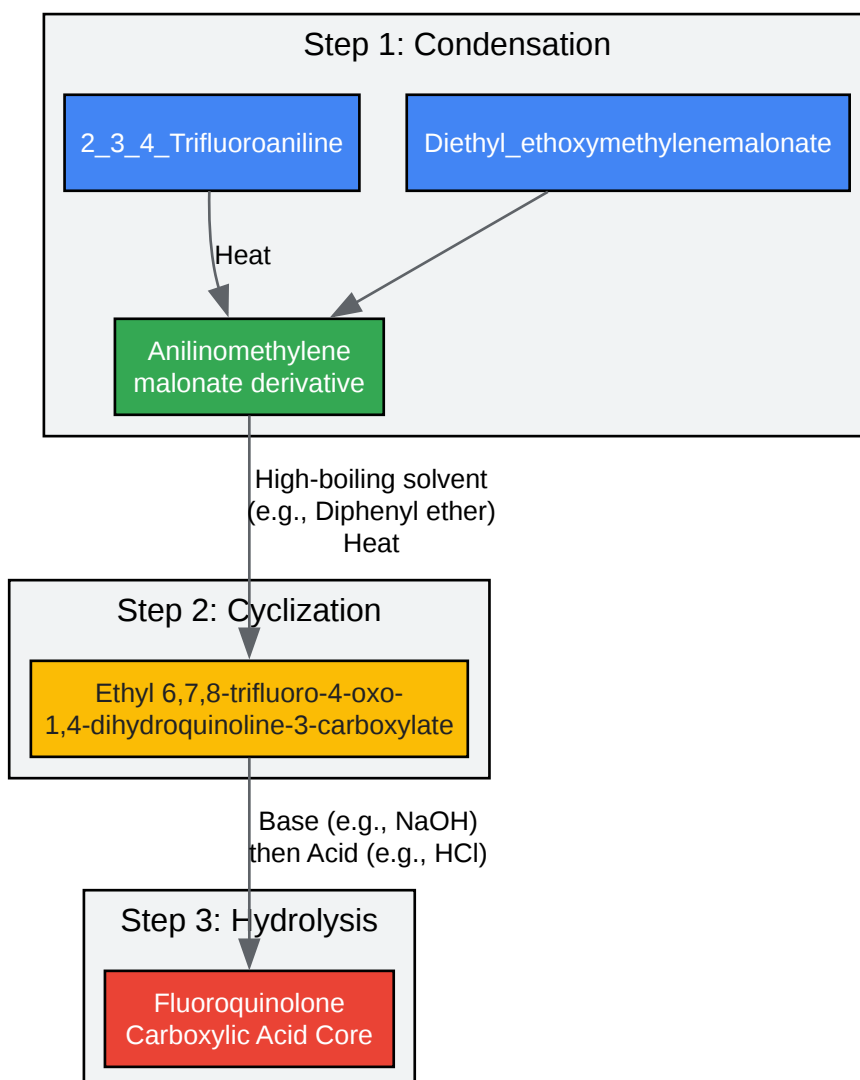 Step 1: Condensation
2_3_4_Trifluoroaniline
Diethyl_ethoxymethylenemalonate
Heat
Anilinomethylene
malonate derivative
High-boiling solvent
(e.g., Diphenyl ether)
Heat
Step 2: Cyclization
Ethyl 6,7,8-trifluoro-4-oxo-
1,4-dihydroquinoline-3-carboxylate
Base (e.g., NaOH)
then Acid (e.g., HCl)
Step 3: Hydrolysis
Fluoroquinolone
Carboxylic Acid Core